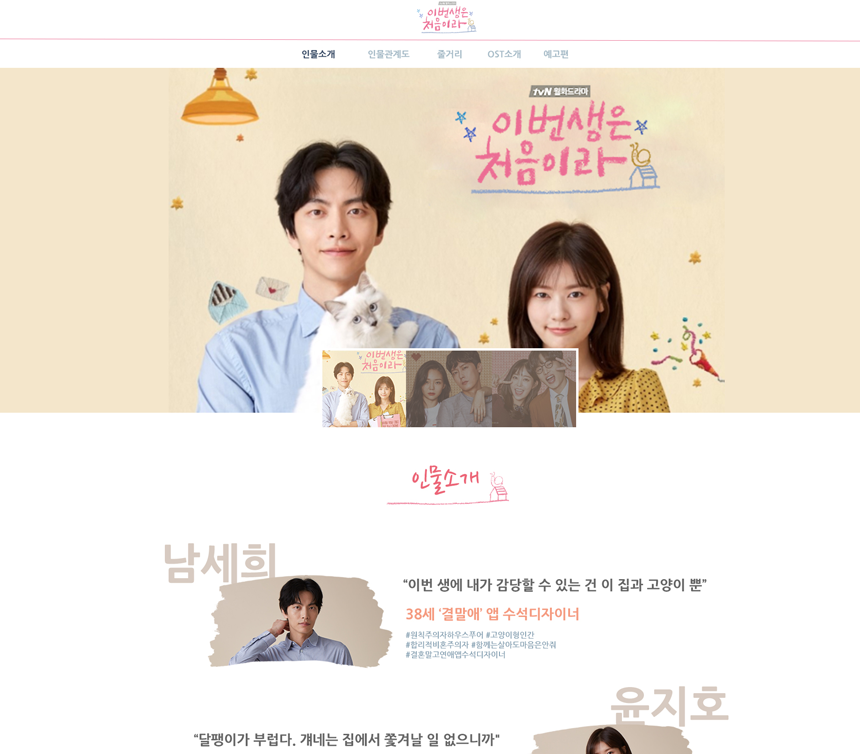 이번생은
처음이라
인물소개
인물관계도
줄거리
OST소개
예고편
tvN 월화드라마
이번생은
처음이라
이번생은
처음이라
인물소개
남세희
“이번 생에 내가 감당할 수 있는 건 이 집과 고양이 뿐”
38세 ‘결말애’ 앱 수석디자이너
#원칙주의자하우스푸어 #고양이형인간
#합리적비혼주의자 #함께는살아도마음은안줘
#결혼말고연애앱수석디자이너
윤지호
“달팽이가 부럽다. 걔네는 집에서 쫓겨날 일 없으니까”